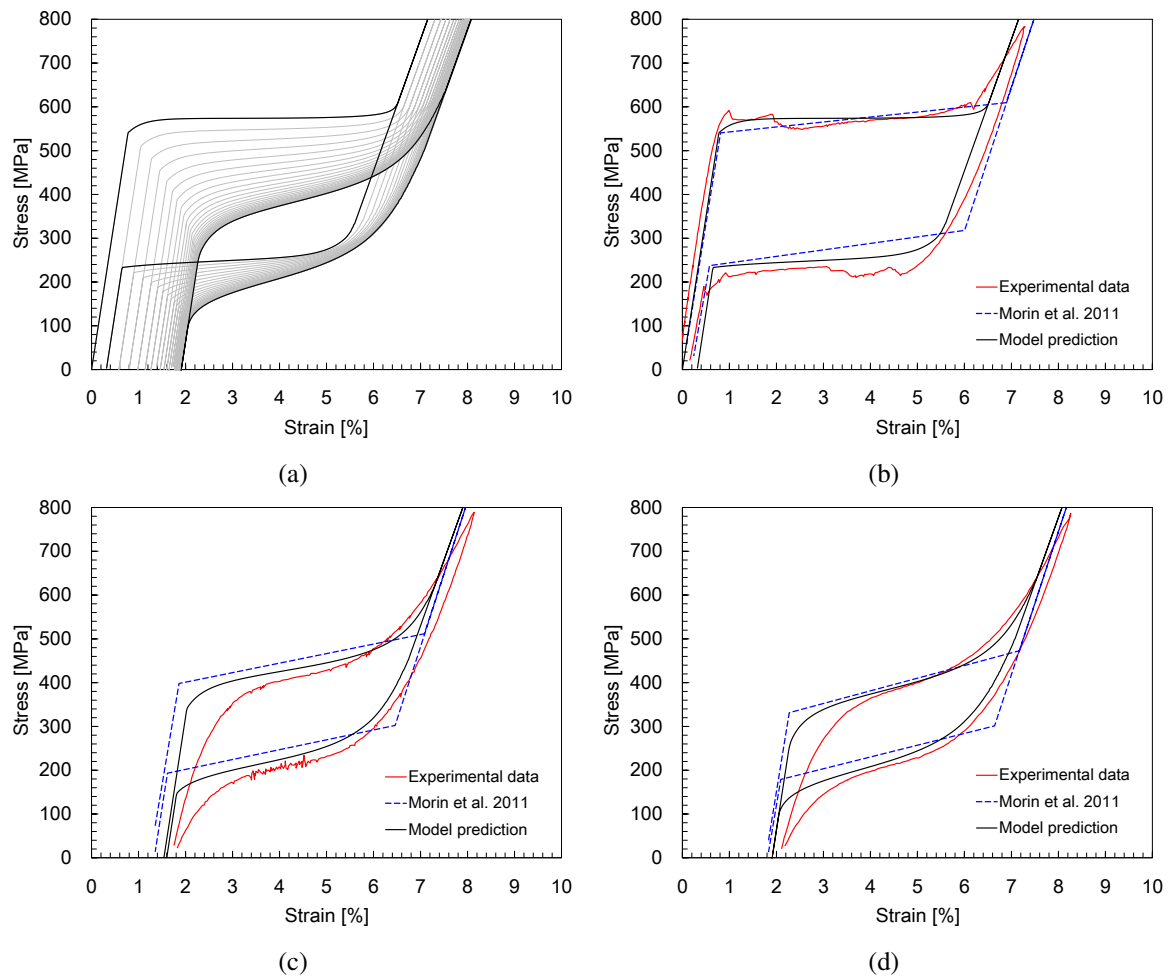 800
700
600
500
400
300
200
100
0
Stress [MPa]
0 1 2 3 4 5 6 7 8 9 10
Strain [%]
(a)
800
700
600
500
400
300
200
100
0
Stress [MPa]
Experimental data
Morin et al. 2011
Model prediction
0 1 2 3 4 5 6 7 8 9 10
Strain [%]
(b)
800
700
600
500
400
300
200
100
0
Stress [MPa]
Experimental data
Morin et al. 2011
Model prediction
0 1 2 3 4 5 6 7 8 9 10
Strain [%]
(c)
800
700
600
500
400
300
200
100
0
Stress [MPa]
Experimental data
Morin et al. 2011
Model prediction
0 1 2 3 4 5 6 7 8 9 10
Strain [%]
(d)